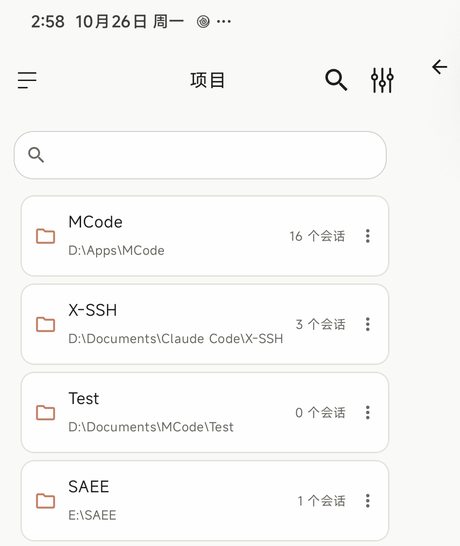 2:58 10月26日 周一 ···
项目
MCode
16 个会话
D:\Apps\MCode
X-SSH
3 个会话
D:\Documents\Claude Code\X-SSH
Test
0 个会话
D:\Documents\MCode\Test
SAEE
1 个会话
E:\SAEE